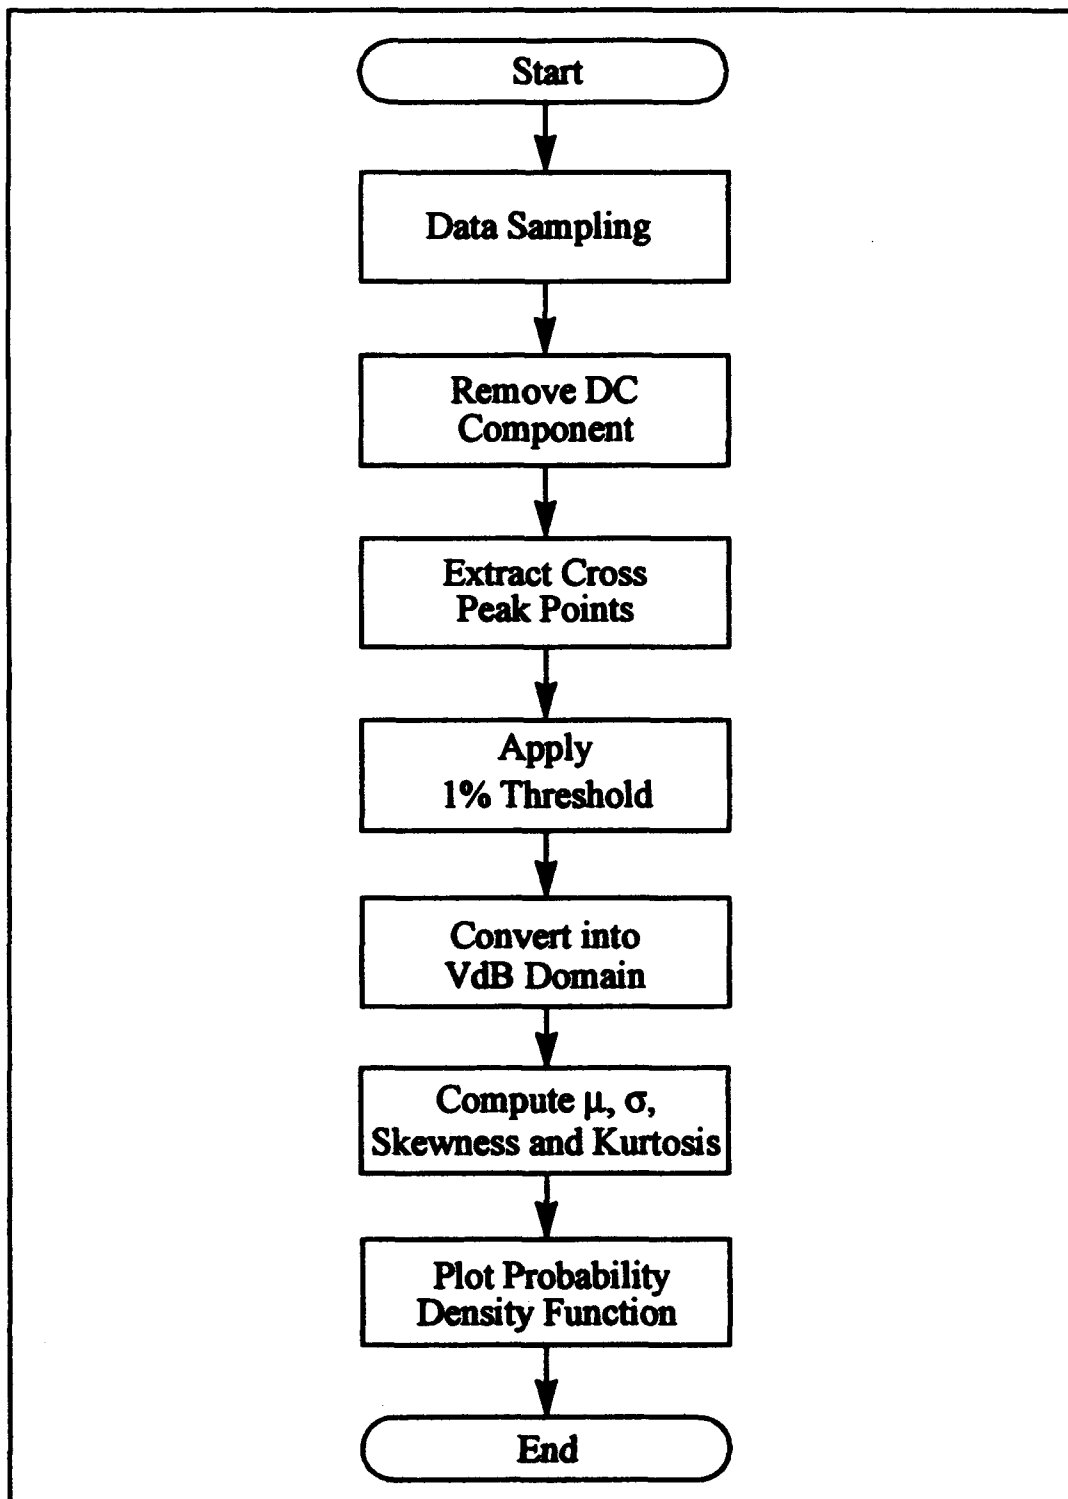 Start
Data Sampling
Remove DC
Component
Extract Cross
Peak Points
Apply
1% Threshold
Convert into
VdB Domain
Compute μ, σ,
Skewness and Kurtosis
Plot Probability
Density Function
End